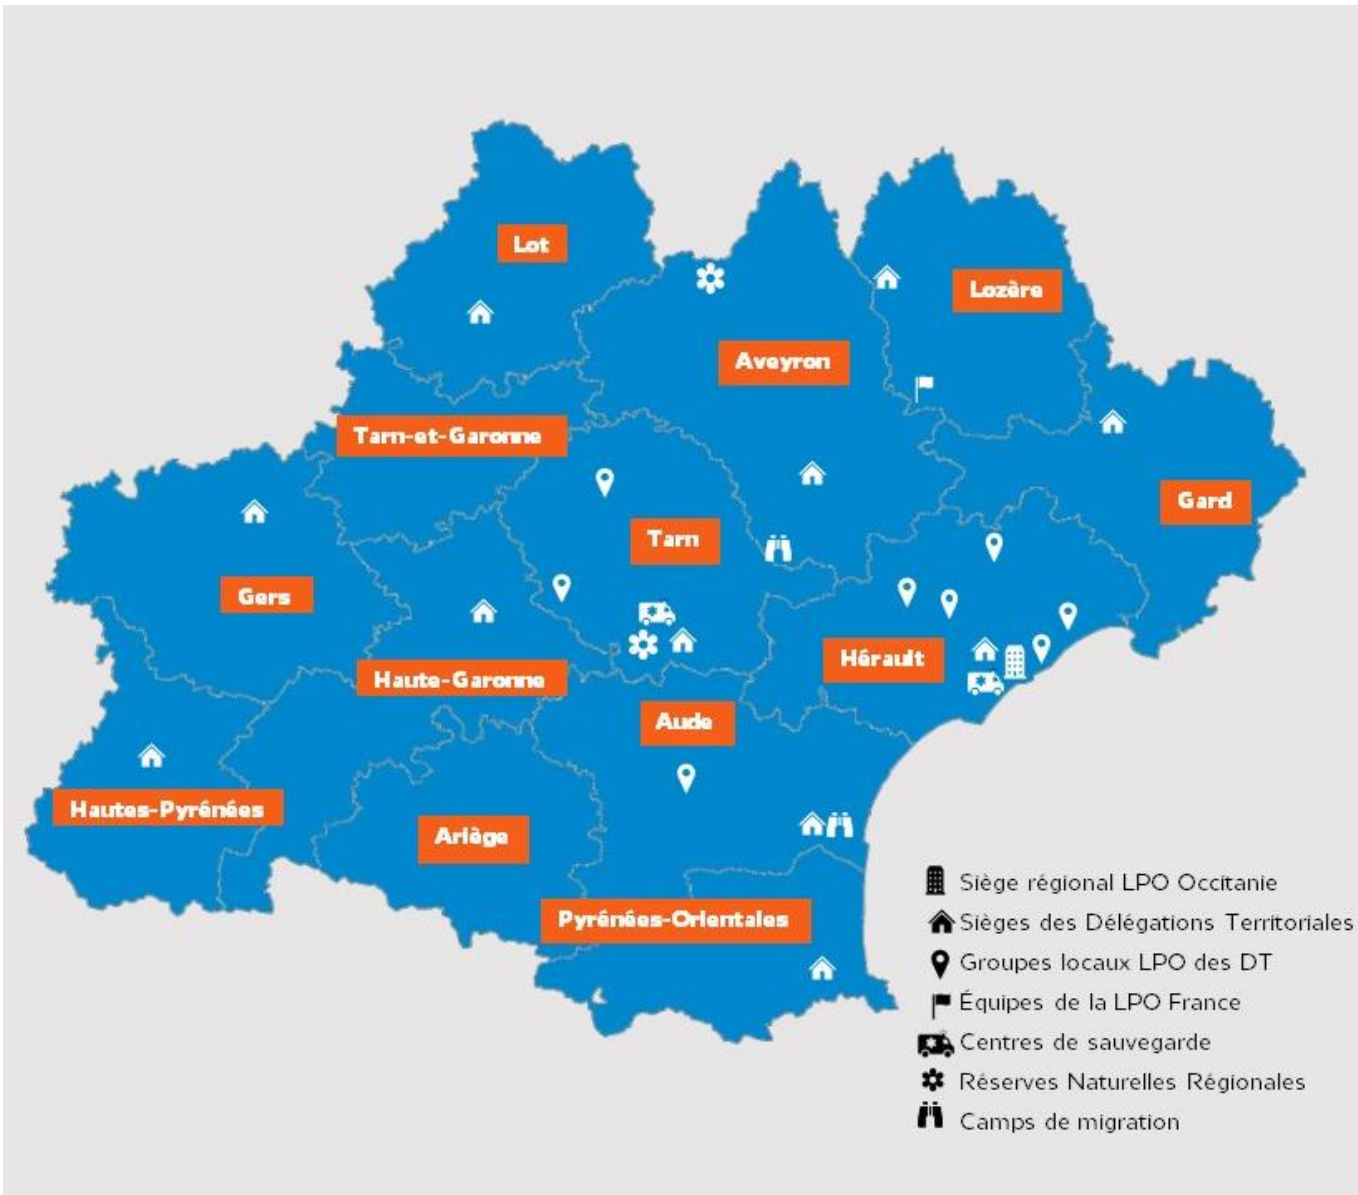 Lot
Lozère
Aveyron
Tarn-et-Garonne
Gard
Tarn
Gers
Hérault
Haute-Garonne
Aude
Hautes-Pyrénées
Ariège
Pyrénées-Orientales
Siège régional LPO Occitanie
Sièges des Délégations Territoriales
Groupes locaux LPO des DT
Équipes de la LPO France
Centres de sauvegarde
Réserves Naturelles Régionales
Camps de migration